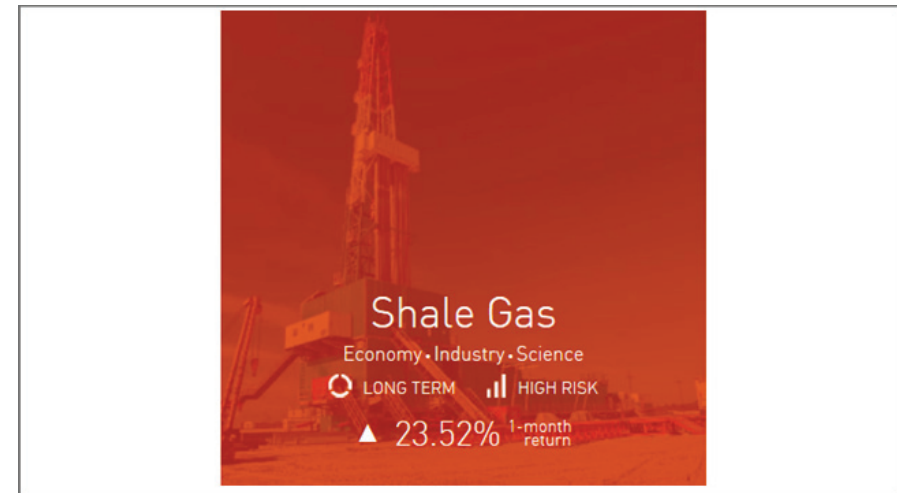 Shale Gas
Economy • Industry • Science
LONG TERM HIGH RISK
▲ 23.52% 1-month return